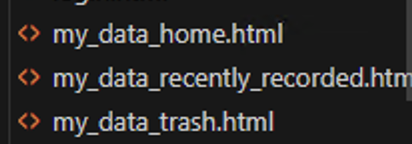 <> my_data_home.html
<> my_data_recently_recorded.htm
<> my_data_trash.html